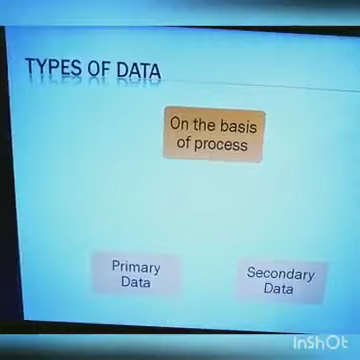 TYPES OF DATA
On the basis
of process
Primary
Data
Secondary
Data
InShOt